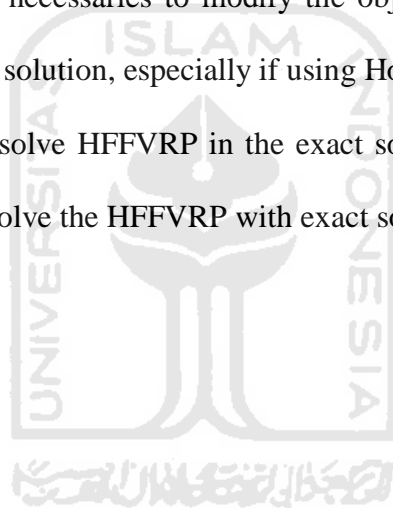 necessaries to modify the obj
ISLAM
solution, especially if using Ho
solve HFFVRP in the exact so
solve the HFFVRP with exact so
UNIVERSITAS
INDONESIA